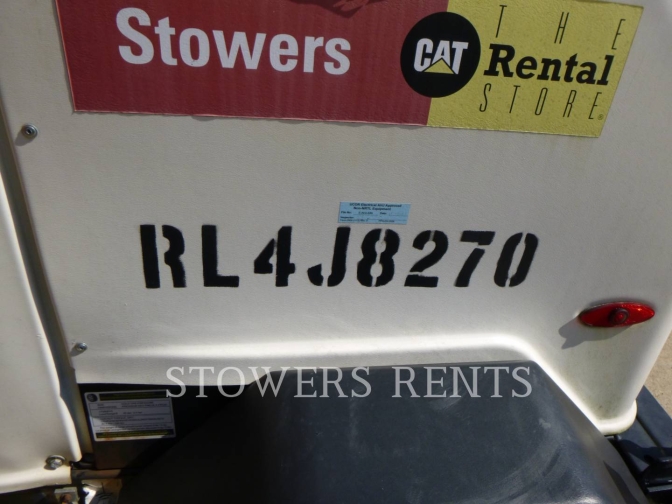 Stowers
CAT
THE
Rental
STORE
RL4J8270
STOWERS RENTS